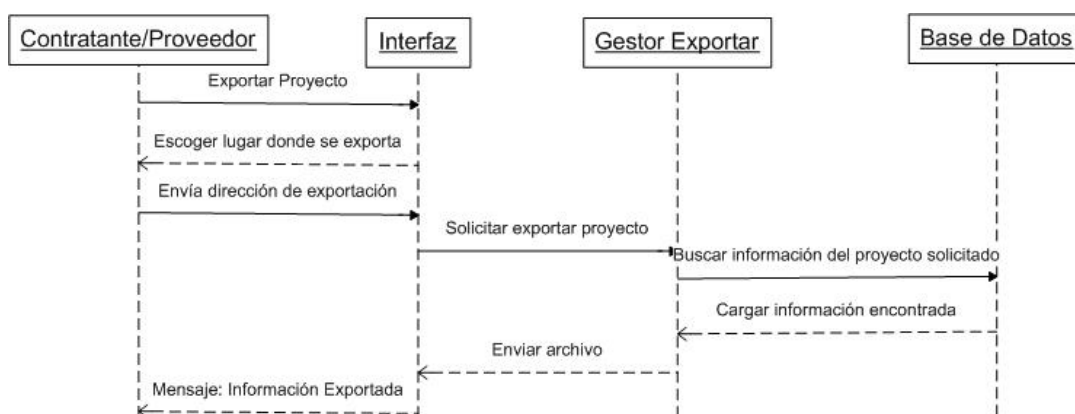 Contratante/Proveedor
Interfaz
Gestor Exportar
Base de Datos
Exportar Proyecto
Escoger lugar donde se exporta
Envía dirección de exportación
Solicitar exportar proyecto
Buscar información del proyecto solicitado
Cargar información encontrada
Enviar archivo
Mensaje: Información Exportada